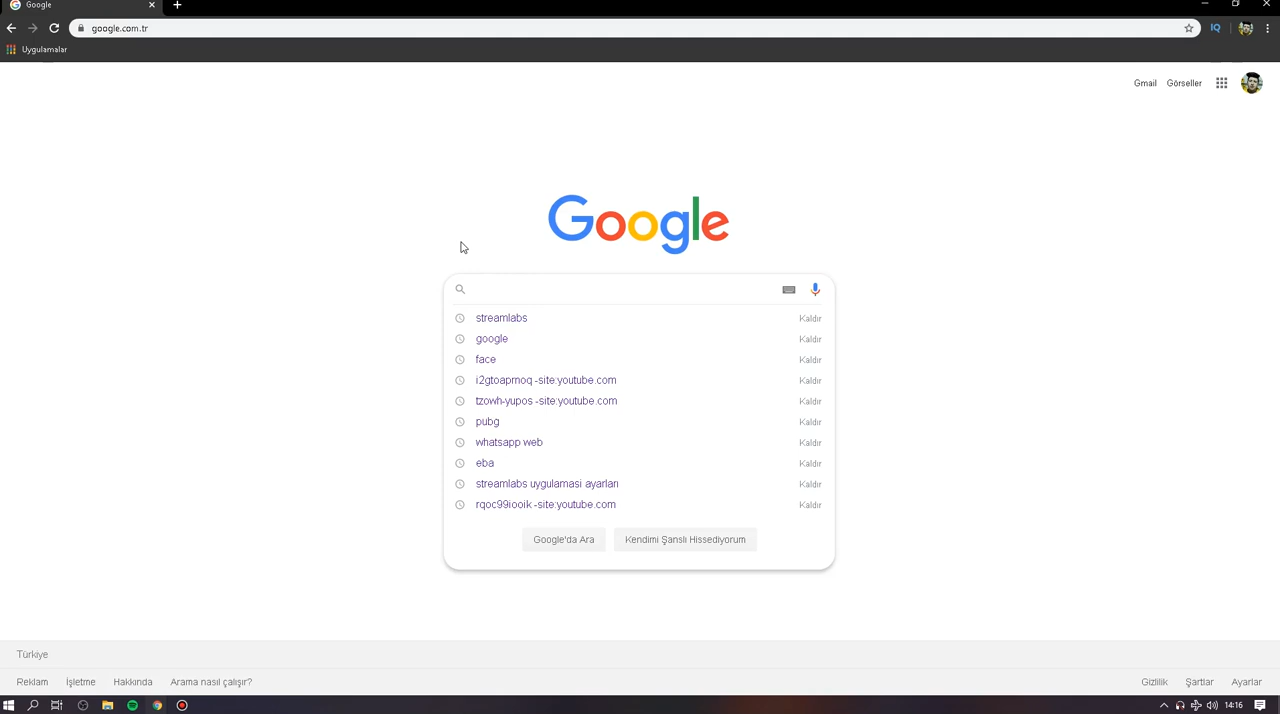 Google
google.com.tr
IQ
Uygulamalar
Gmail Görseller
Google
streamlabs Kaldır
google Kaldır
face Kaldır
i2gtoaprnoq -site:youtube.com Kaldır
tzowh-yupos -site:youtube.com Kaldır
pubg Kaldır
whatsapp web Kaldır
eba Kaldır
streamlabs uygulamasi ayarları Kaldır
rqoc99iooik -site:youtube.com Kaldır
Google'da Ara Kendimi Şanslı Hissediyorum
Türkiye
Reklam İşletme Hakkında Arama nasıl çalışır? Gizlilik Şartlar Ayarlar
14:16